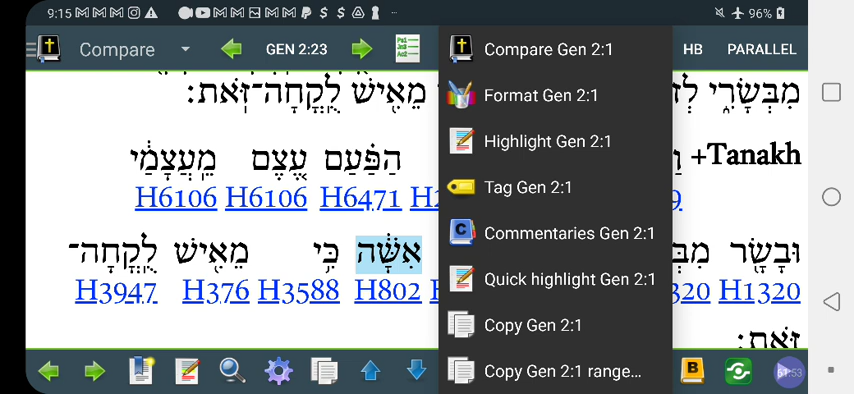 9:15 96%
Compare GEN 2:23 HB PARALLEL
Compare Gen 2:1
Format Gen 2:1
Highlight Gen 2:1
Tag Gen 2:1
Commentaries Gen 2:1
Quick highlight Gen 2:1
Copy Gen 2:1
Copy Gen 2:1 range...
מִבְּשָׂרִ֑י מֵאִ֖ישׁ לֻֽקֳחָה־זֹּֽאת׃
Tanakh+
הַפַּ֗עַם עֶ֚צֶם מֵֽעֲצָמַ֔י
H6471 H6106 H6106
וּבָשָׂ֖ר אִשָּׁ֔ה כִּ֥י מֵאִ֖ישׁ לֻֽקֳחָה־
H1320 H802 H3588 H376 H3947
זֹּֽאת׃